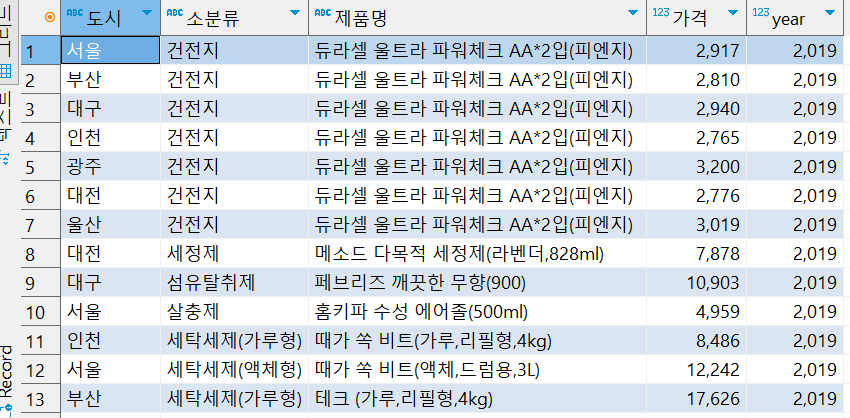 ABC 도시 ABC 소분류 ABC 제품명 123 가격 123 year
1 서울 건전지 듀라셀 울트라 파워체크 AA*2입(피엔지) 2,917 2,019
2 부산 건전지 듀라셀 울트라 파워체크 AA*2입(피엔지) 2,810 2,019
3 대구 건전지 듀라셀 울트라 파워체크 AA*2입(피엔지) 2,940 2,019
4 인천 건전지 듀라셀 울트라 파워체크 AA*2입(피엔지) 2,765 2,019
5 광주 건전지 듀라셀 울트라 파워체크 AA*2입(피엔지) 3,200 2,019
6 대전 건전지 듀라셀 울트라 파워체크 AA*2입(피엔지) 2,776 2,019
7 울산 건전지 듀라셀 울트라 파워체크 AA*2입(피엔지) 3,019 2,019
8 대전 세정제 메소드 다목적 세정제(라벤더,828ml) 7,878 2,019
9 대구 섬유탈취제 페브리즈 깨끗한 무향(900) 10,903 2,019
10 서울 살충제 홈키파 수성 에어졸(500ml) 4,959 2,019
11 인천 세탁세제(가루형) 때가 쏙 비트(가루,리필형,4kg) 8,486 2,019
12 서울 세탁세제(액체형) 때가 쏙 비트(액체,드럼용,3L) 12,242 2,019
13 부산 세탁세제(가루형) 테크 (가루,리필형,4kg) 17,626 2,019
Record